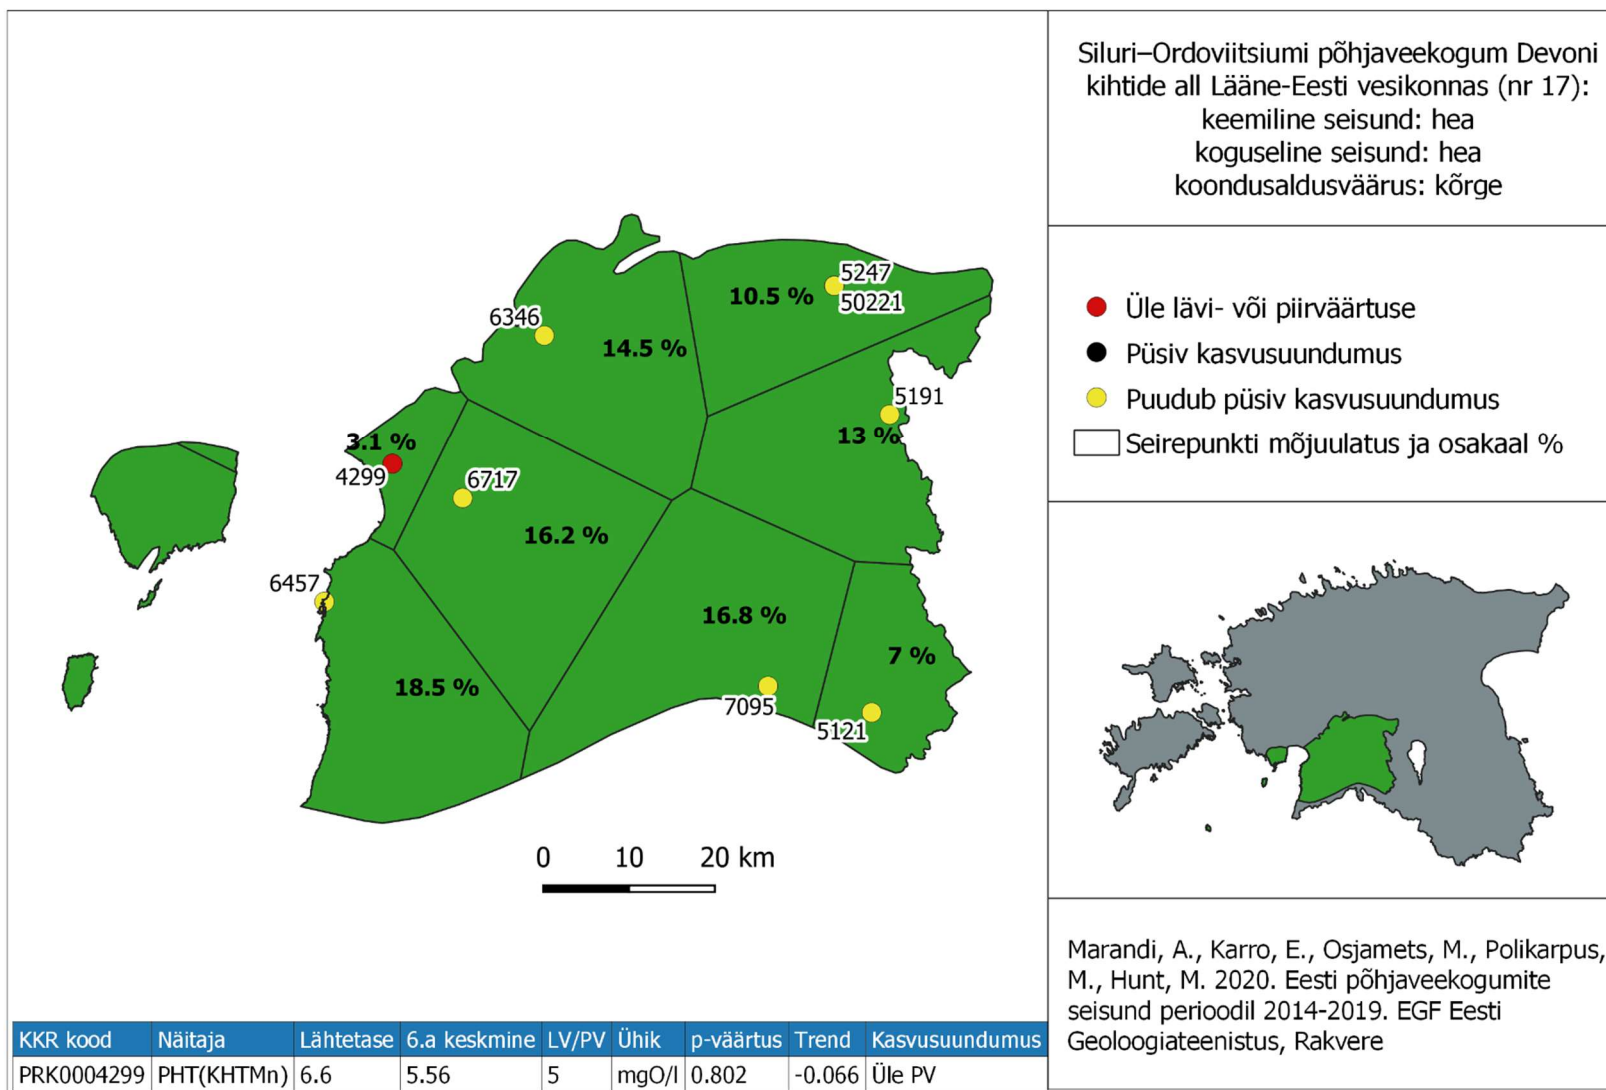 Siluri–Ordoviitsiumi põhjaveekogum Devoni
kihtide all Lääne-Eesti vesikonnas (nr 17):
keemiline seisund: hea
koguseline seisund: hea
koondusaldusväärus: kõrge
Üle lävi- või piirväärtuse
Püsiv kasvusuundumus
Puudub püsiv kasvusuundumus
Seirepunkti mõjuulatus ja osakaal %
5247
10.5 %
50221
6346
14.5 %
5191
13 %
3.1 %
4299
6717
16.2 %
6457
16.8 %
7 %
18.5 %
7095
5121
0 10 20 km
Marandi, A., Karro, E., Osjamets, M., Polikarpus,
M., Hunt, M. 2020. Eesti põhjaveekogumite
seisund perioodil 2014-2019. EGF Eesti
Geoloogiateenistus, Rakvere
KKR kood Näitaja Lähtetase 6.a keskmine LV/PV Ühik p-väärtus Trend Kasvusuundumus
PRK0004299 PHT(KHTMn) 6.6 5.56 5 mgO/l 0.802 -0.066 Üle PV